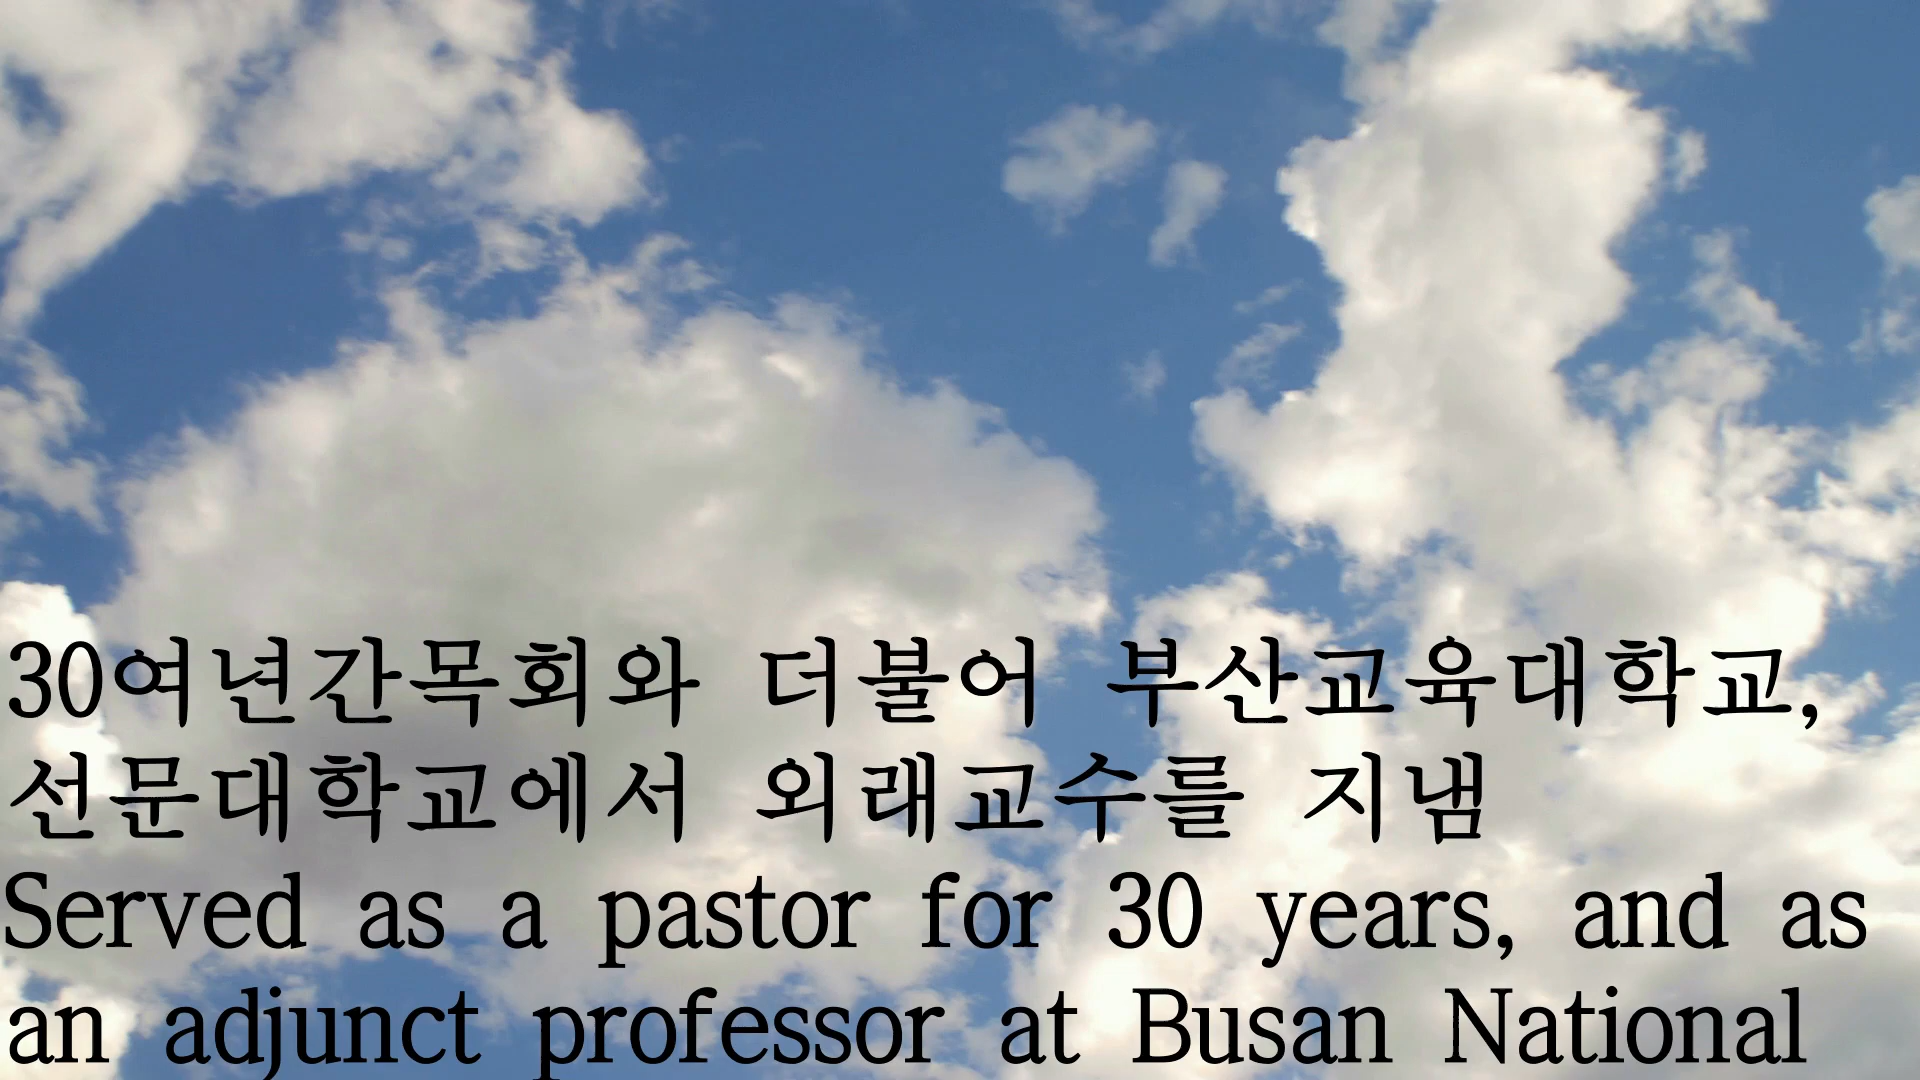 30여년간목회와 더불어 부산교육대학교,
선문대학교에서 외래교수를 지냄
Served as a pastor for 30 years, and as
an adjunct professor at Busan National